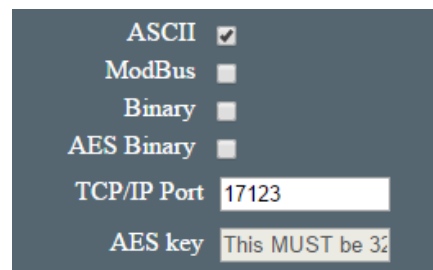 ASCII
ModBus
Binary
AES Binary
TCP/IP Port 17123
AES key This MUST be 32